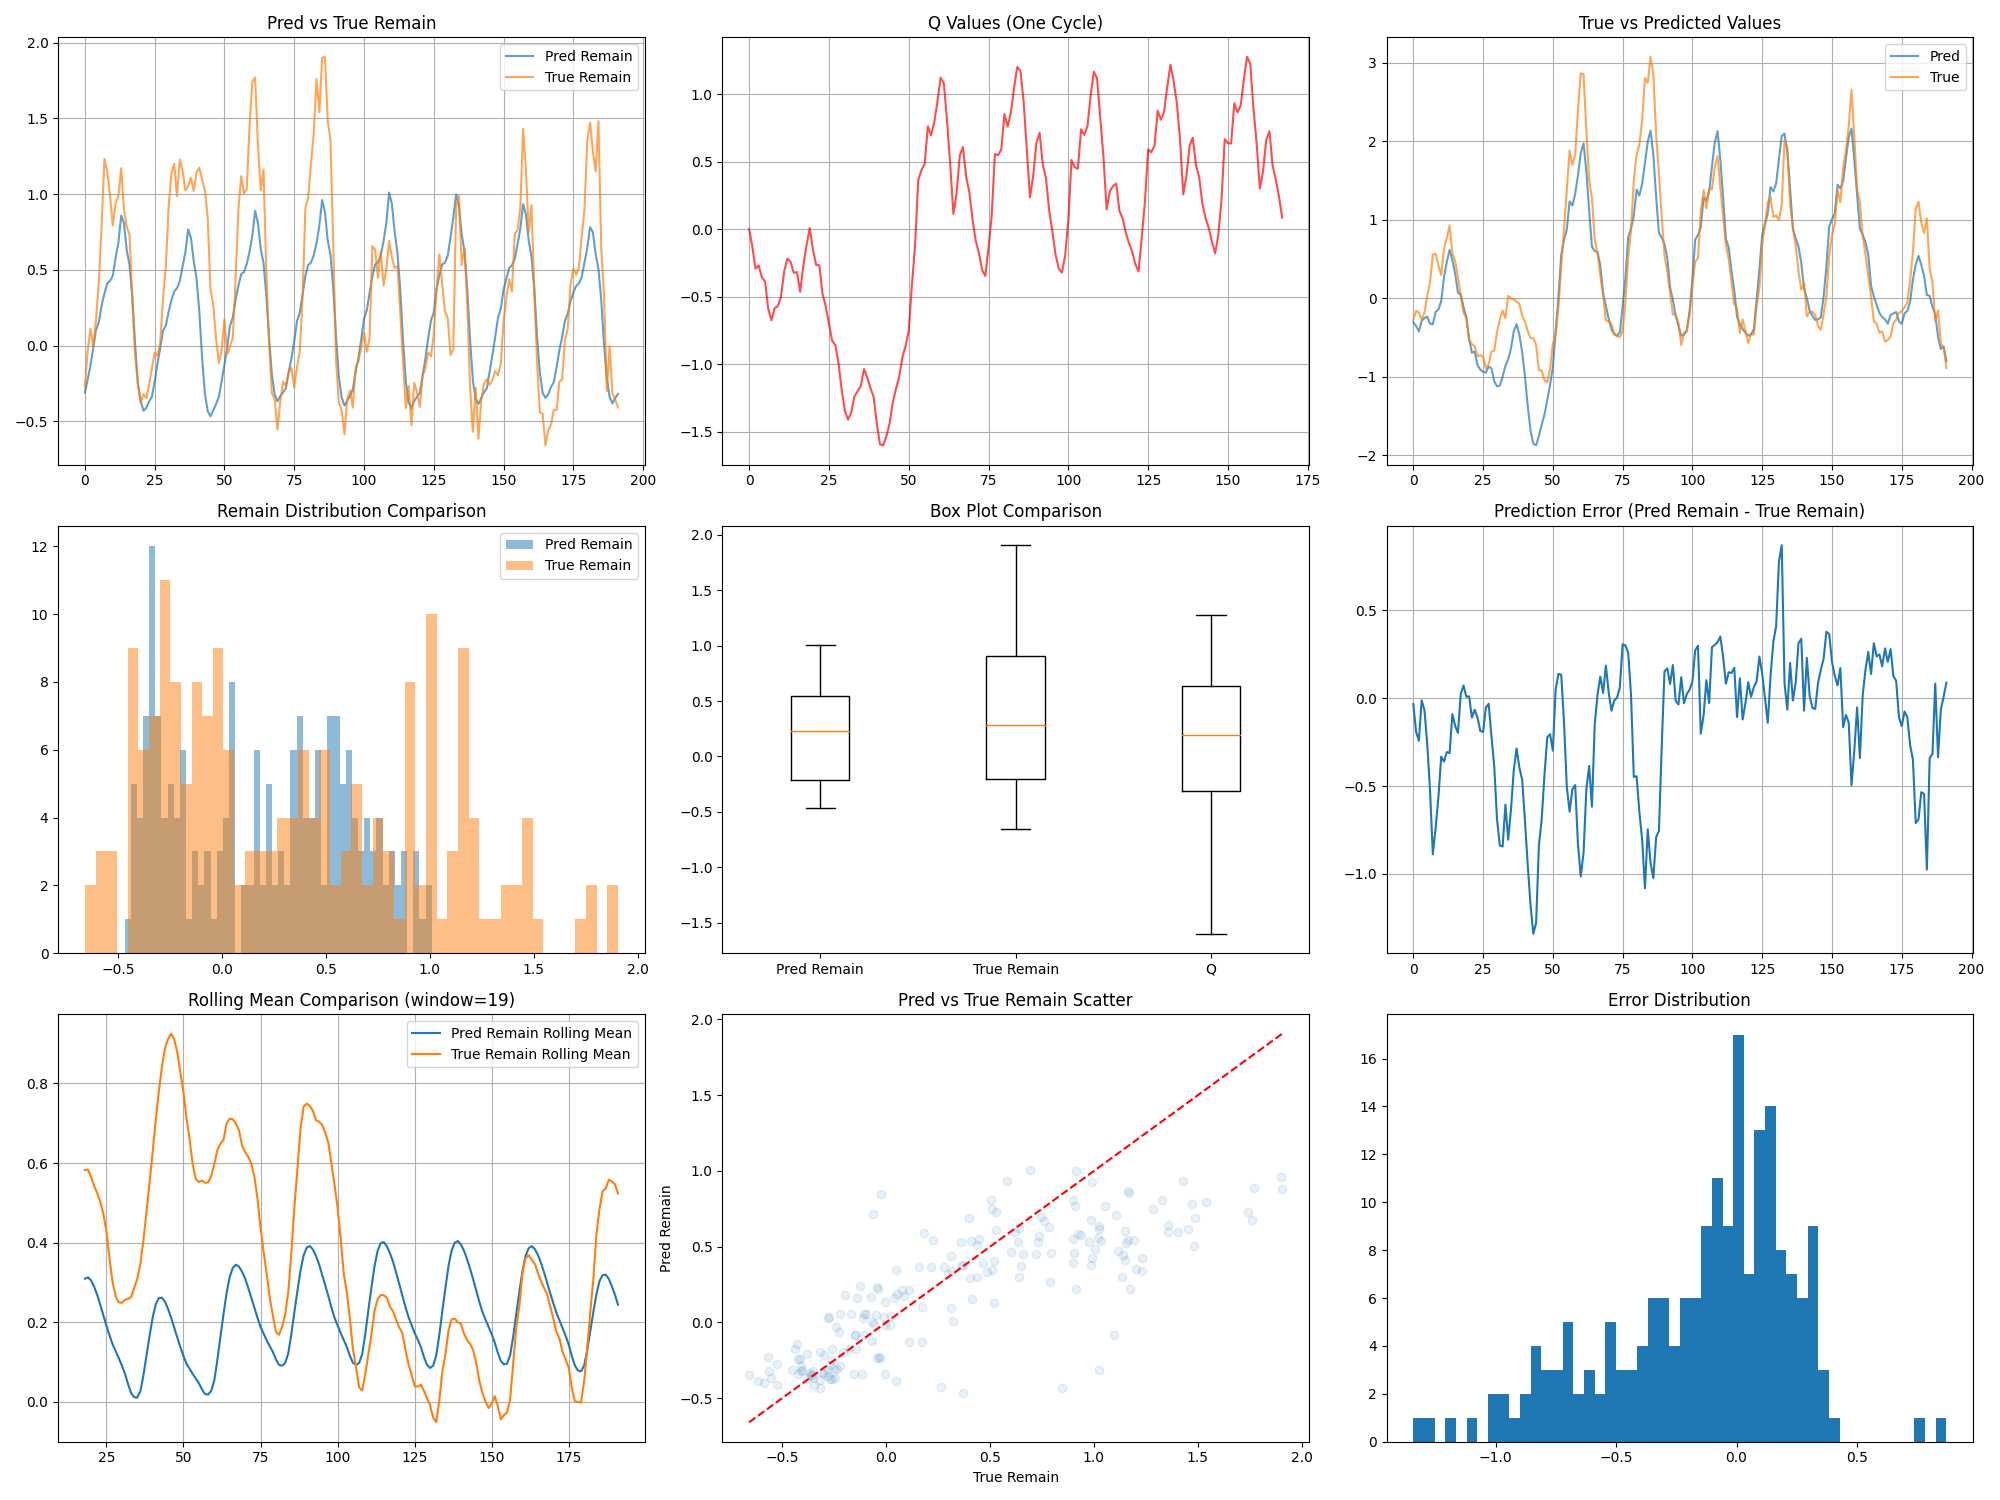 Pred vs True Remain
2.0
1.5
1.0
0.5
0.0
−0.5
0 25 50 75 100 125 150 175 200
Pred Remain
True Remain
Q Values (One Cycle)
1.0
0.5
0.0
−0.5
−1.0
−1.5
0 25 50 75 100 125 150 175
True vs Predicted Values
3
2
1
0
−1
−2
0 25 50 75 100 125 150 175 200
Pred
True
Remain Distribution Comparison
12
10
8
6
4
2
0
−0.5 0.0 0.5 1.0 1.5 2.0
Pred Remain
True Remain
Box Plot Comparison
2.0
1.5
1.0
0.5
0.0
−0.5
−1.0
−1.5
Pred Remain True Remain Q
Prediction Error (Pred Remain - True Remain)
0.5
0.0
−0.5
−1.0
0 25 50 75 100 125 150 175 200
Rolling Mean Comparison (window=19)
0.8
0.6
0.4
0.2
0.0
25 50 75 100 125 150 175
Pred Remain Rolling Mean
True Remain Rolling Mean
Pred vs True Remain Scatter
Pred Remain
2.0
1.5
1.0
0.5
0.0
−0.5
−0.5 0.0 0.5 1.0 1.5 2.0
True Remain
Error Distribution
16
14
12
10
8
6
4
2
0
−1.0 −0.5 0.0 0.5